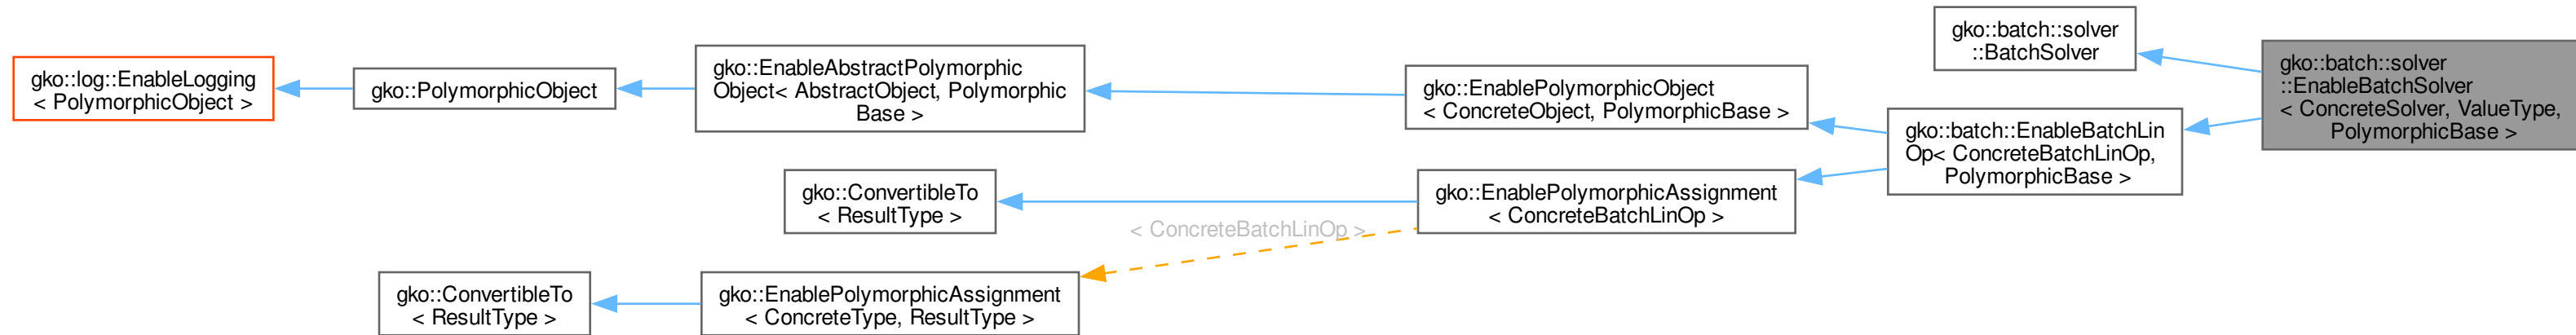 gko::log::EnableLogging
< PolymorphicObject >
gko::PolymorphicObject
gko::EnableAbstractPolymorphic
Object< AbstractObject, Polymorphic
Base >
gko::EnablePolymorphicObject
< ConcreteObject, PolymorphicBase >
gko::batch::solver
::BatchSolver
gko::batch::EnableBatchLin
Op< ConcreteBatchLinOp,
PolymorphicBase >
gko::batch::solver
::EnableBatchSolver
< ConcreteSolver, ValueType,
PolymorphicBase >
gko::ConvertibleTo
< ResultType >
gko::EnablePolymorphicAssignment
< ConcreteBatchLinOp >
< ConcreteBatchLinOp >
gko::ConvertibleTo
< ResultType >
gko::EnablePolymorphicAssignment
< ConcreteType, ResultType >